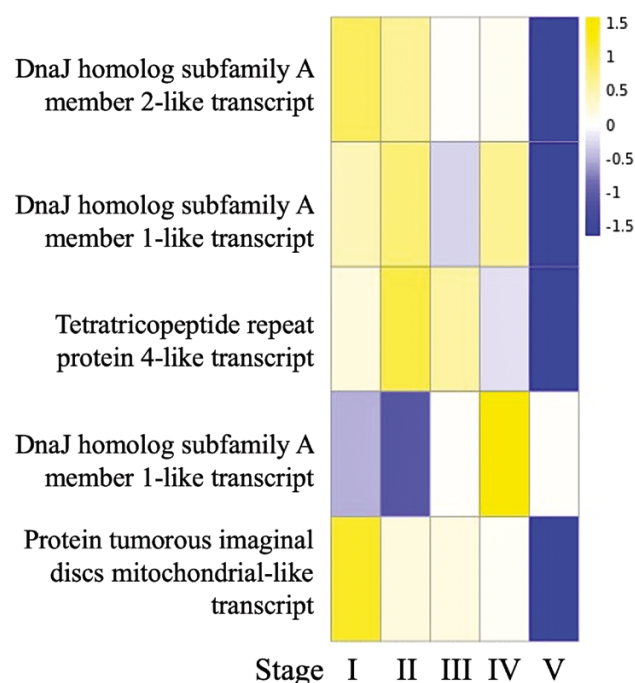 DnaJ homolog subfamily A
member 2-like transcript
DnaJ homolog subfamily A
member 1-like transcript
Tetratricopeptide repeat
protein 4-like transcript
DnaJ homolog subfamily A
member 1-like transcript
Protein tumorous imaginal
discs mitochondrial-like
transcript
Stage I II III IV V
1.5
1
0.5
0
-0.5
-1
-1.5